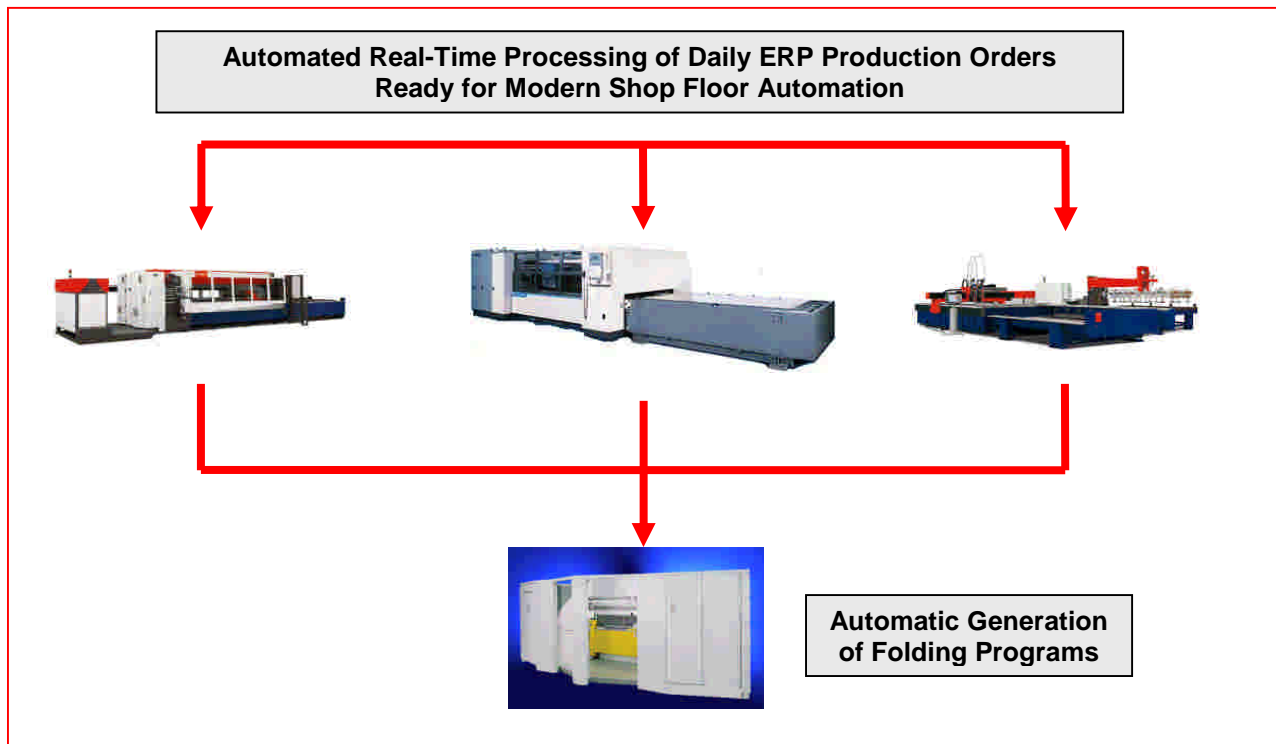 Automated Real-Time Processing of Daily ERP Production Orders
Ready for Modern Shop Floor Automation
Automatic Generation
of Folding Programs